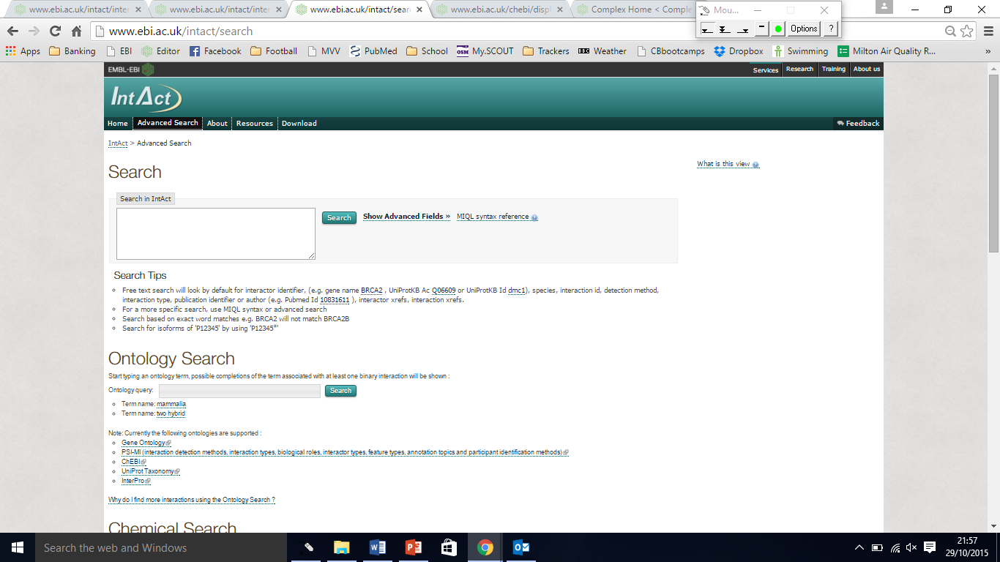 www.ebi.ac.uk/intact/inter
www.ebi.ac.uk/intact/inter
www.ebi.ac.uk/intact/sear
www.ebi.ac.uk/chebi/displ
Complex Home < Comple
Mou...
www.ebi.ac.uk/intact/search
Options
?
Apps
Banking
EBI
Editor
Facebook
Football
MVV
PubMed
School
OSM My.SCOUT
Trackers
BBC Weather
CBbootcamps
Dropbox
Swimming
Milton Air Quality R...
»
EMBL-EBI
Services
Research
Training
About us
IntAct
Home
Advanced Search
About
Resources
Download
Feedback
IntAct > Advanced Search
What is this view
Search
Search in IntAct
Search
Show Advanced Fields »
MIQL syntax reference
Search Tips
Free text search will look by default for interactor identifier, (e.g. gene name BRCA2 , UniProtKB Ac Q06609 or UniProtKB Id dmc1), species, interaction id, detection method,
interaction type, publication identifier or author (e.g. Pubmed Id 10831611 ), interactor xrefs, interaction xrefs.
For a more specific search, use MIQL syntax or advanced search
Search based on exact word matches e.g. BRCA2 will not match BRCA2B
Search for isoforms of 'P12345' by using 'P12345*'
Ontology Search
Start typing an ontology term, possible completions of the term associated with at least one binary interaction will be shown :
Ontology query:
Search
Term name: mammalia
Term name: two hybrid
Note: Currently the following ontologies are supported :
Gene Ontology
PSI-MI (interaction detection methods, interaction types, biological roles, interactor types, feature types, annotation topics and participant identification methods)
ChEBI
UniProt Taxonomy
InterPro
Why do I find more interactions using the Ontology Search ?
Chemical Search
Search the web and Windows
21:57
29/10/2015